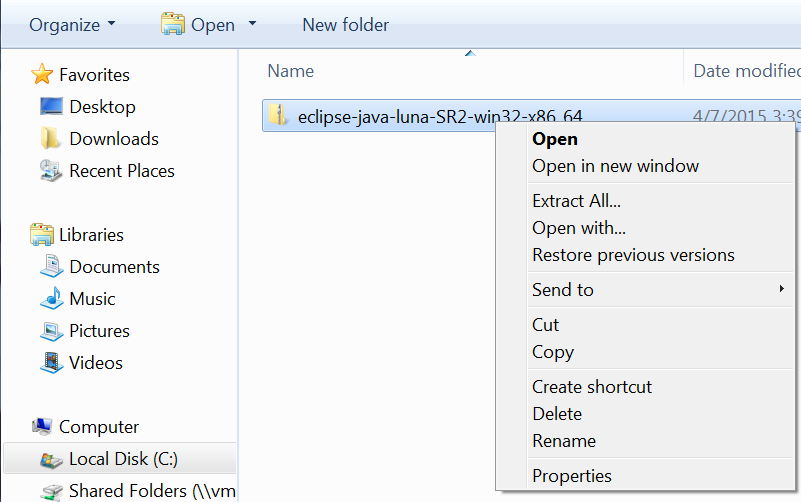 Organize Open New folder
Favorites
Desktop
Downloads
Recent Places
Libraries
Documents
Music
Pictures
Videos
Computer
Local Disk (C:)
Shared Folders (\\vm
Name Date modified
eclipse-java-luna-SR2-win32-x86_64 4/7/2015 3:39
Open
Open in new window
Extract All...
Open with...
Restore previous versions
Send to
Cut
Copy
Create shortcut
Delete
Rename
Properties